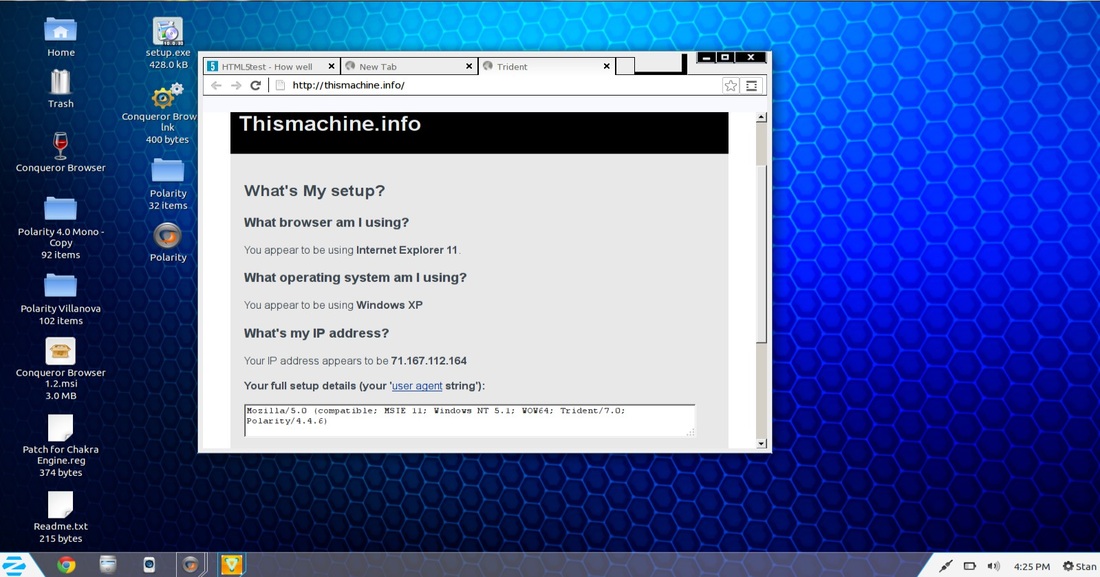 Home
Trash
Conqueror Browser
Polarity 4.0 Mono -
Copy
92 items
Polarity Villanova
102 items
Conqueror Browser
1.2.msi
3.0 MB
Patch for Chakra
Engine.reg
374 bytes
Readme.txt
215 bytes
setup.exe
428.0 kB
Conqueror Brow
lnk
400 bytes
Polarity
32 items
Polarity
5 HTML5test - How well
New Tab
Trident
http://thismachine.info/
Thismachine.info
What's My setup?
What browser am I using?
You appear to be using Internet Explorer 11.
What operating system am I using?
You appear to be using Windows XP
What's my IP address?
Your IP address appears to be 71.167.112.164
Your full setup details (your 'user agent string'):
Mozilla/5.0 (compatible; MSIE 11; Windows NT 5.1; WOW64; Trident/7.0;
Polarity/4.4.6)
4:25 PM
Stan